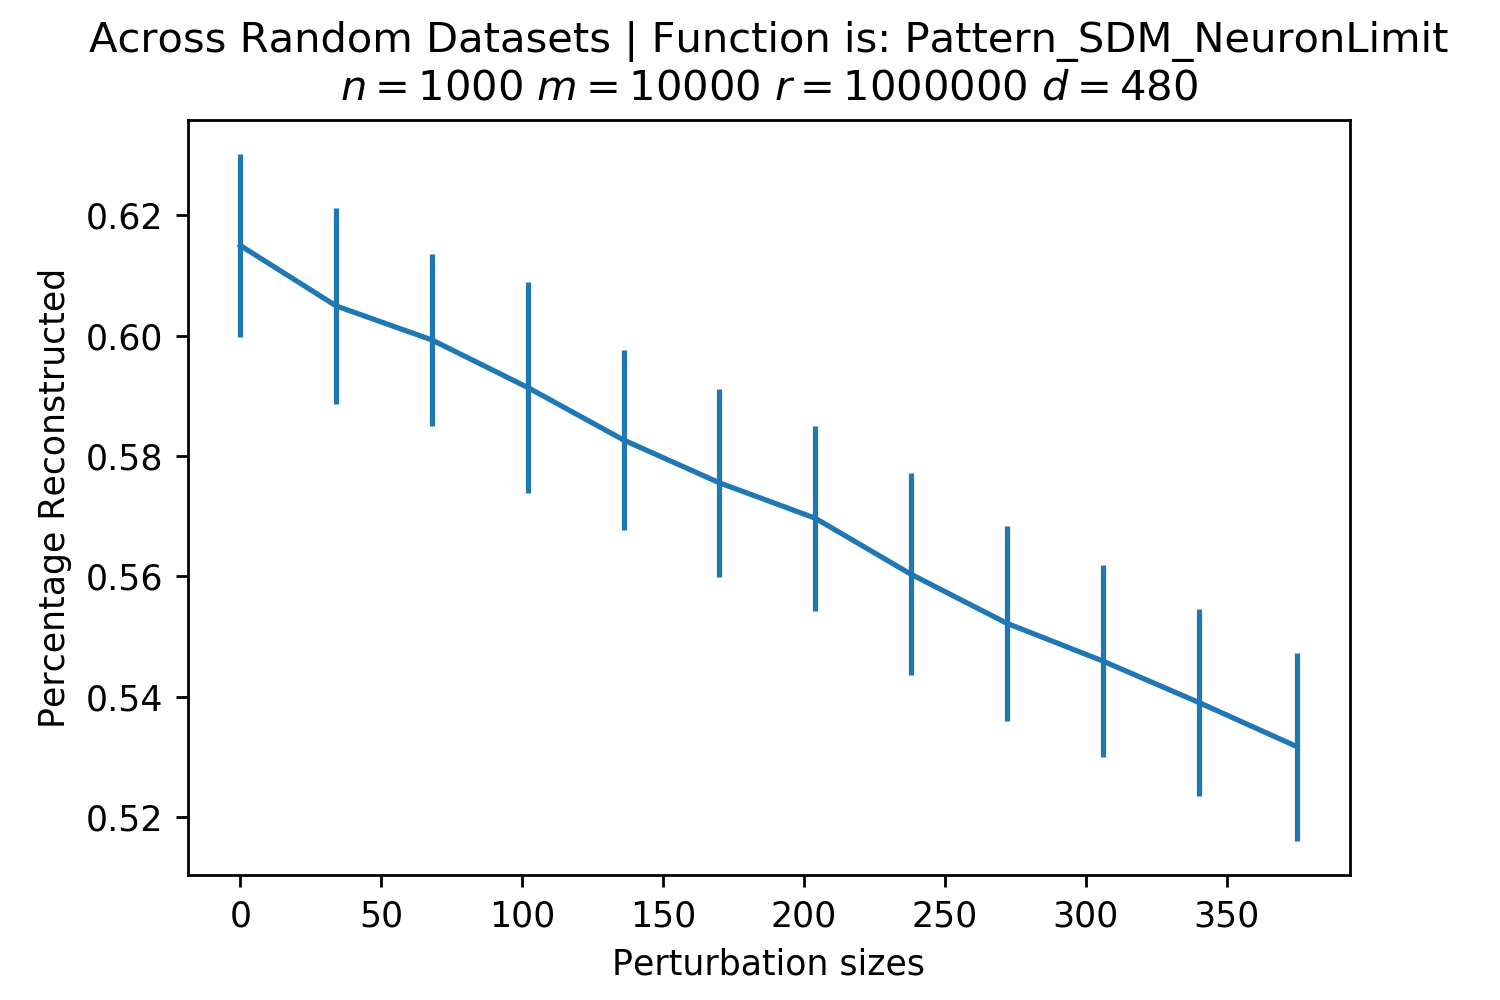 Across Random Datasets | Function is: Pattern_SDM_NeuronLimit
n = 1000 m = 10000 r = 1000000 d = 480
0.62
0.60
0.58
0.56
0.54
0.52
Percentage Reconstructed
0 50 100 150 200 250 300 350
Perturbation sizes